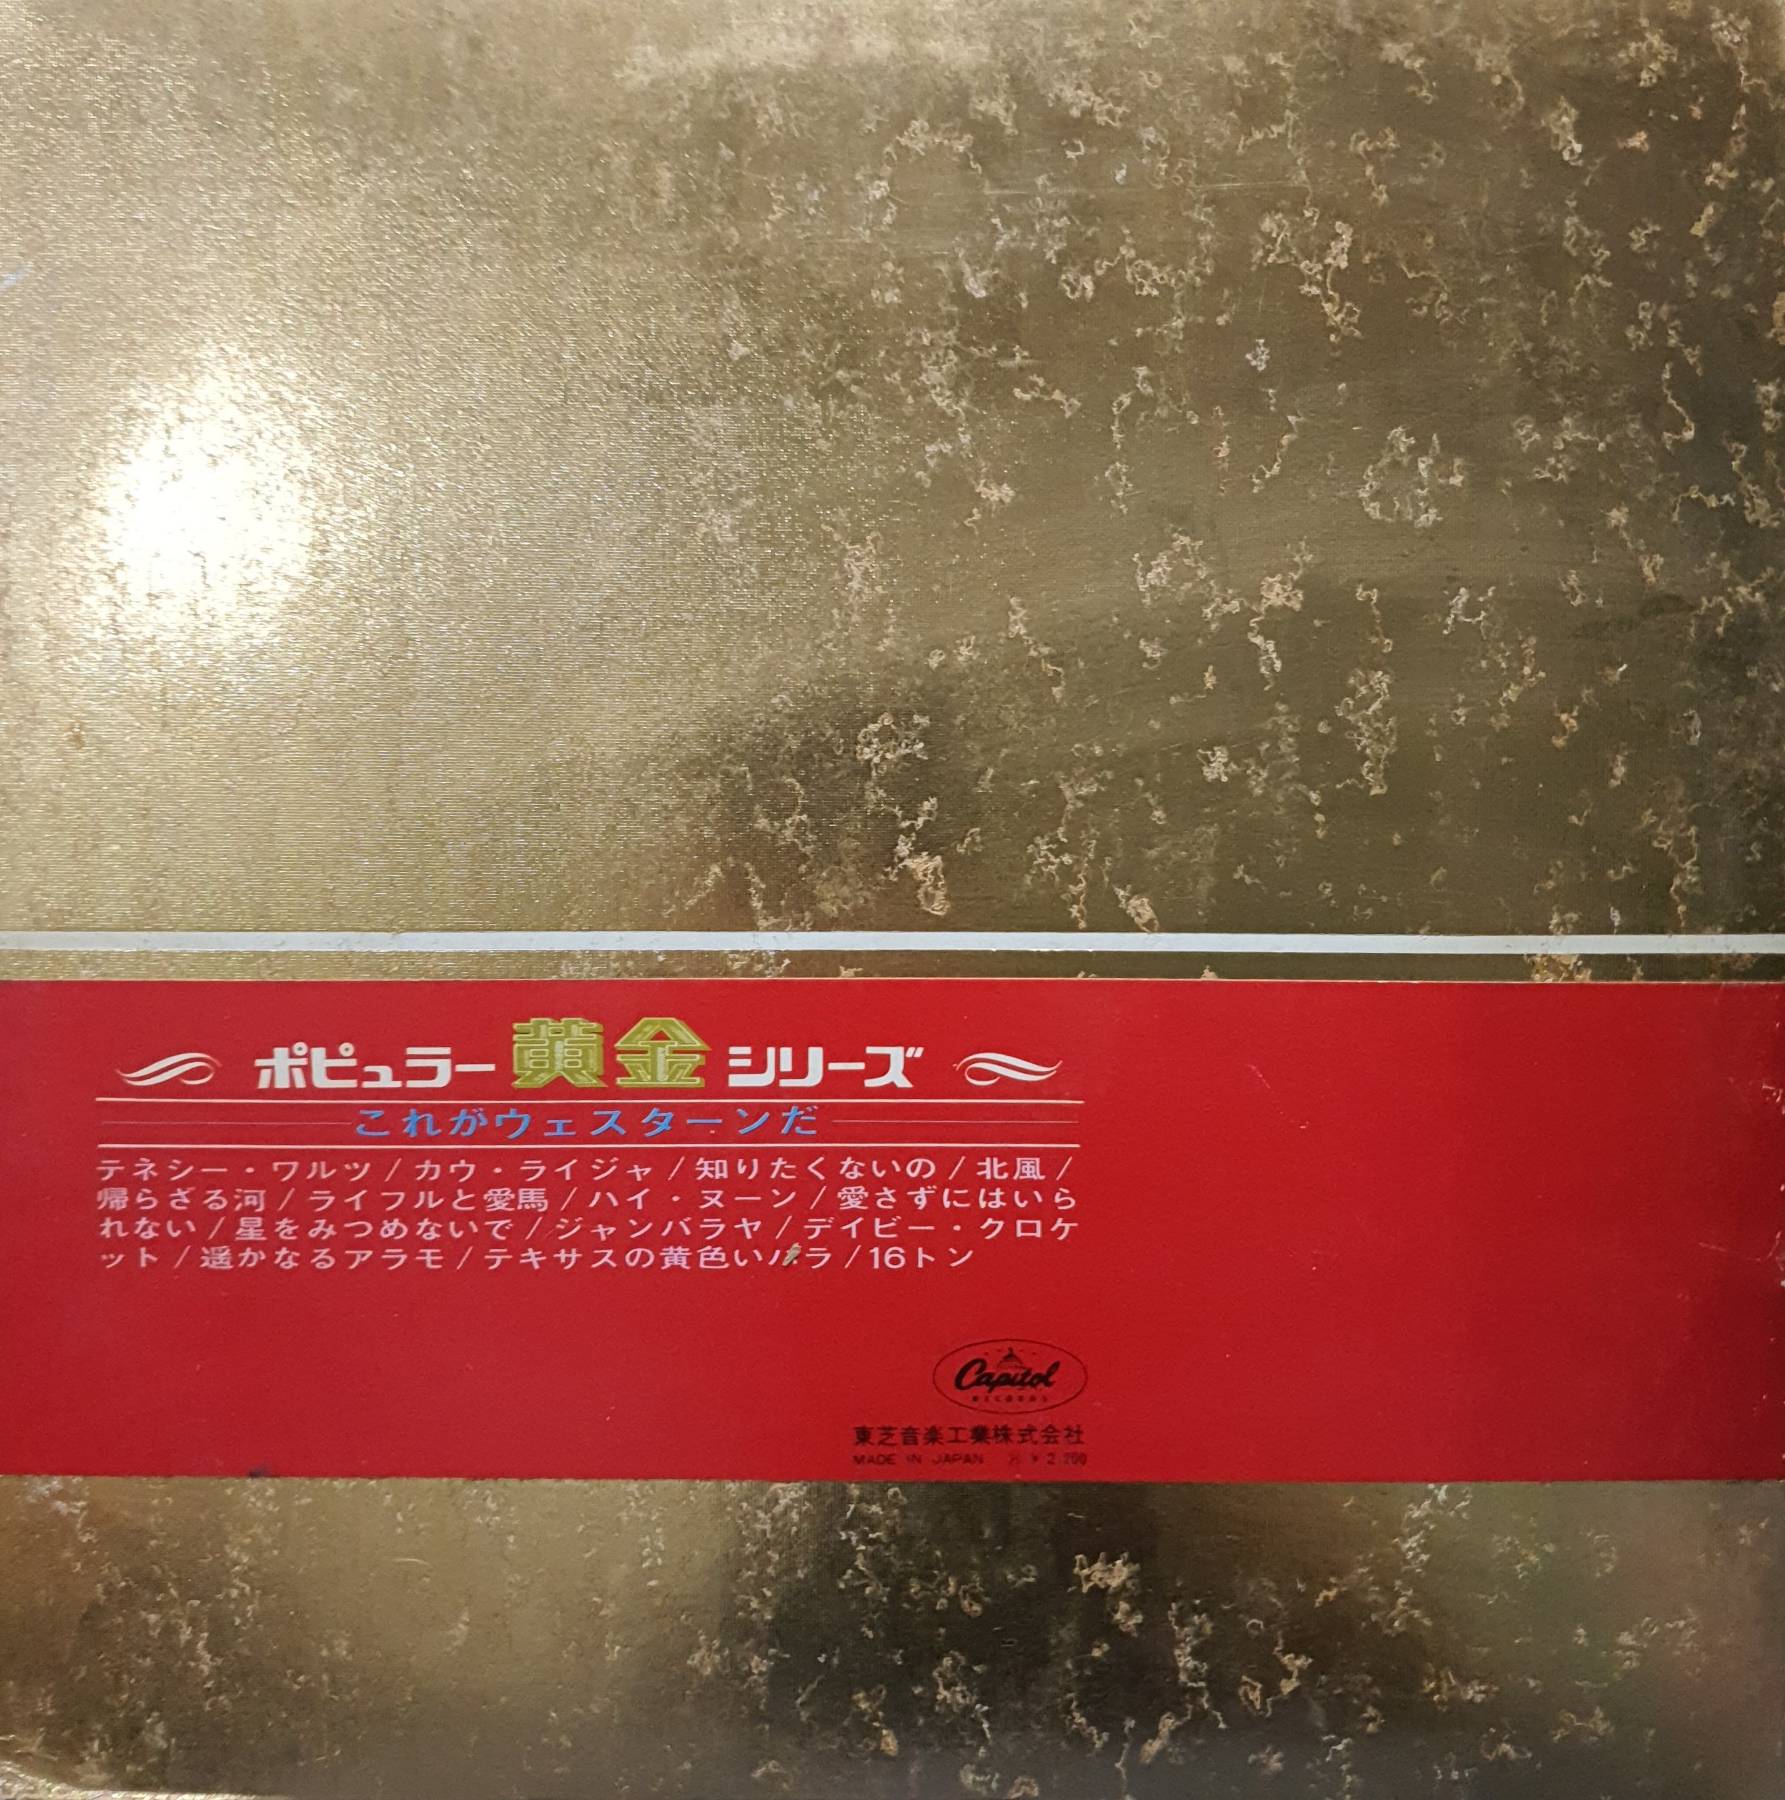 ポピュラー黄金シリーズ
これがウェスターンだ
テネシー・ワルツ/カウ・ライジャ/知りたくないの/北風/
帰らざる河/ライフルと愛馬/ハイ・ヌーン/愛さずにはいら
れない/星をみつめないで/ジャンバラヤ/デイビー・クロケ
ット/遥かなるアラモ/テキサスの黄色いバラ/16トン
Capitol
RECORDS
東芝音楽工業株式会社
MADE IN JAPAN